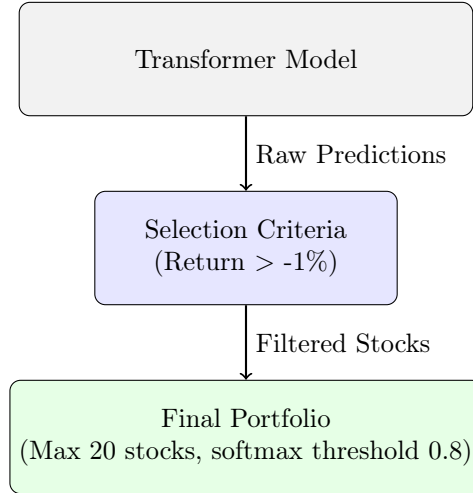 Transformer Model
Raw Predictions
Selection Criteria
(Return > -1%)
Filtered Stocks
Final Portfolio
(Max 20 stocks, softmax threshold 0.8)